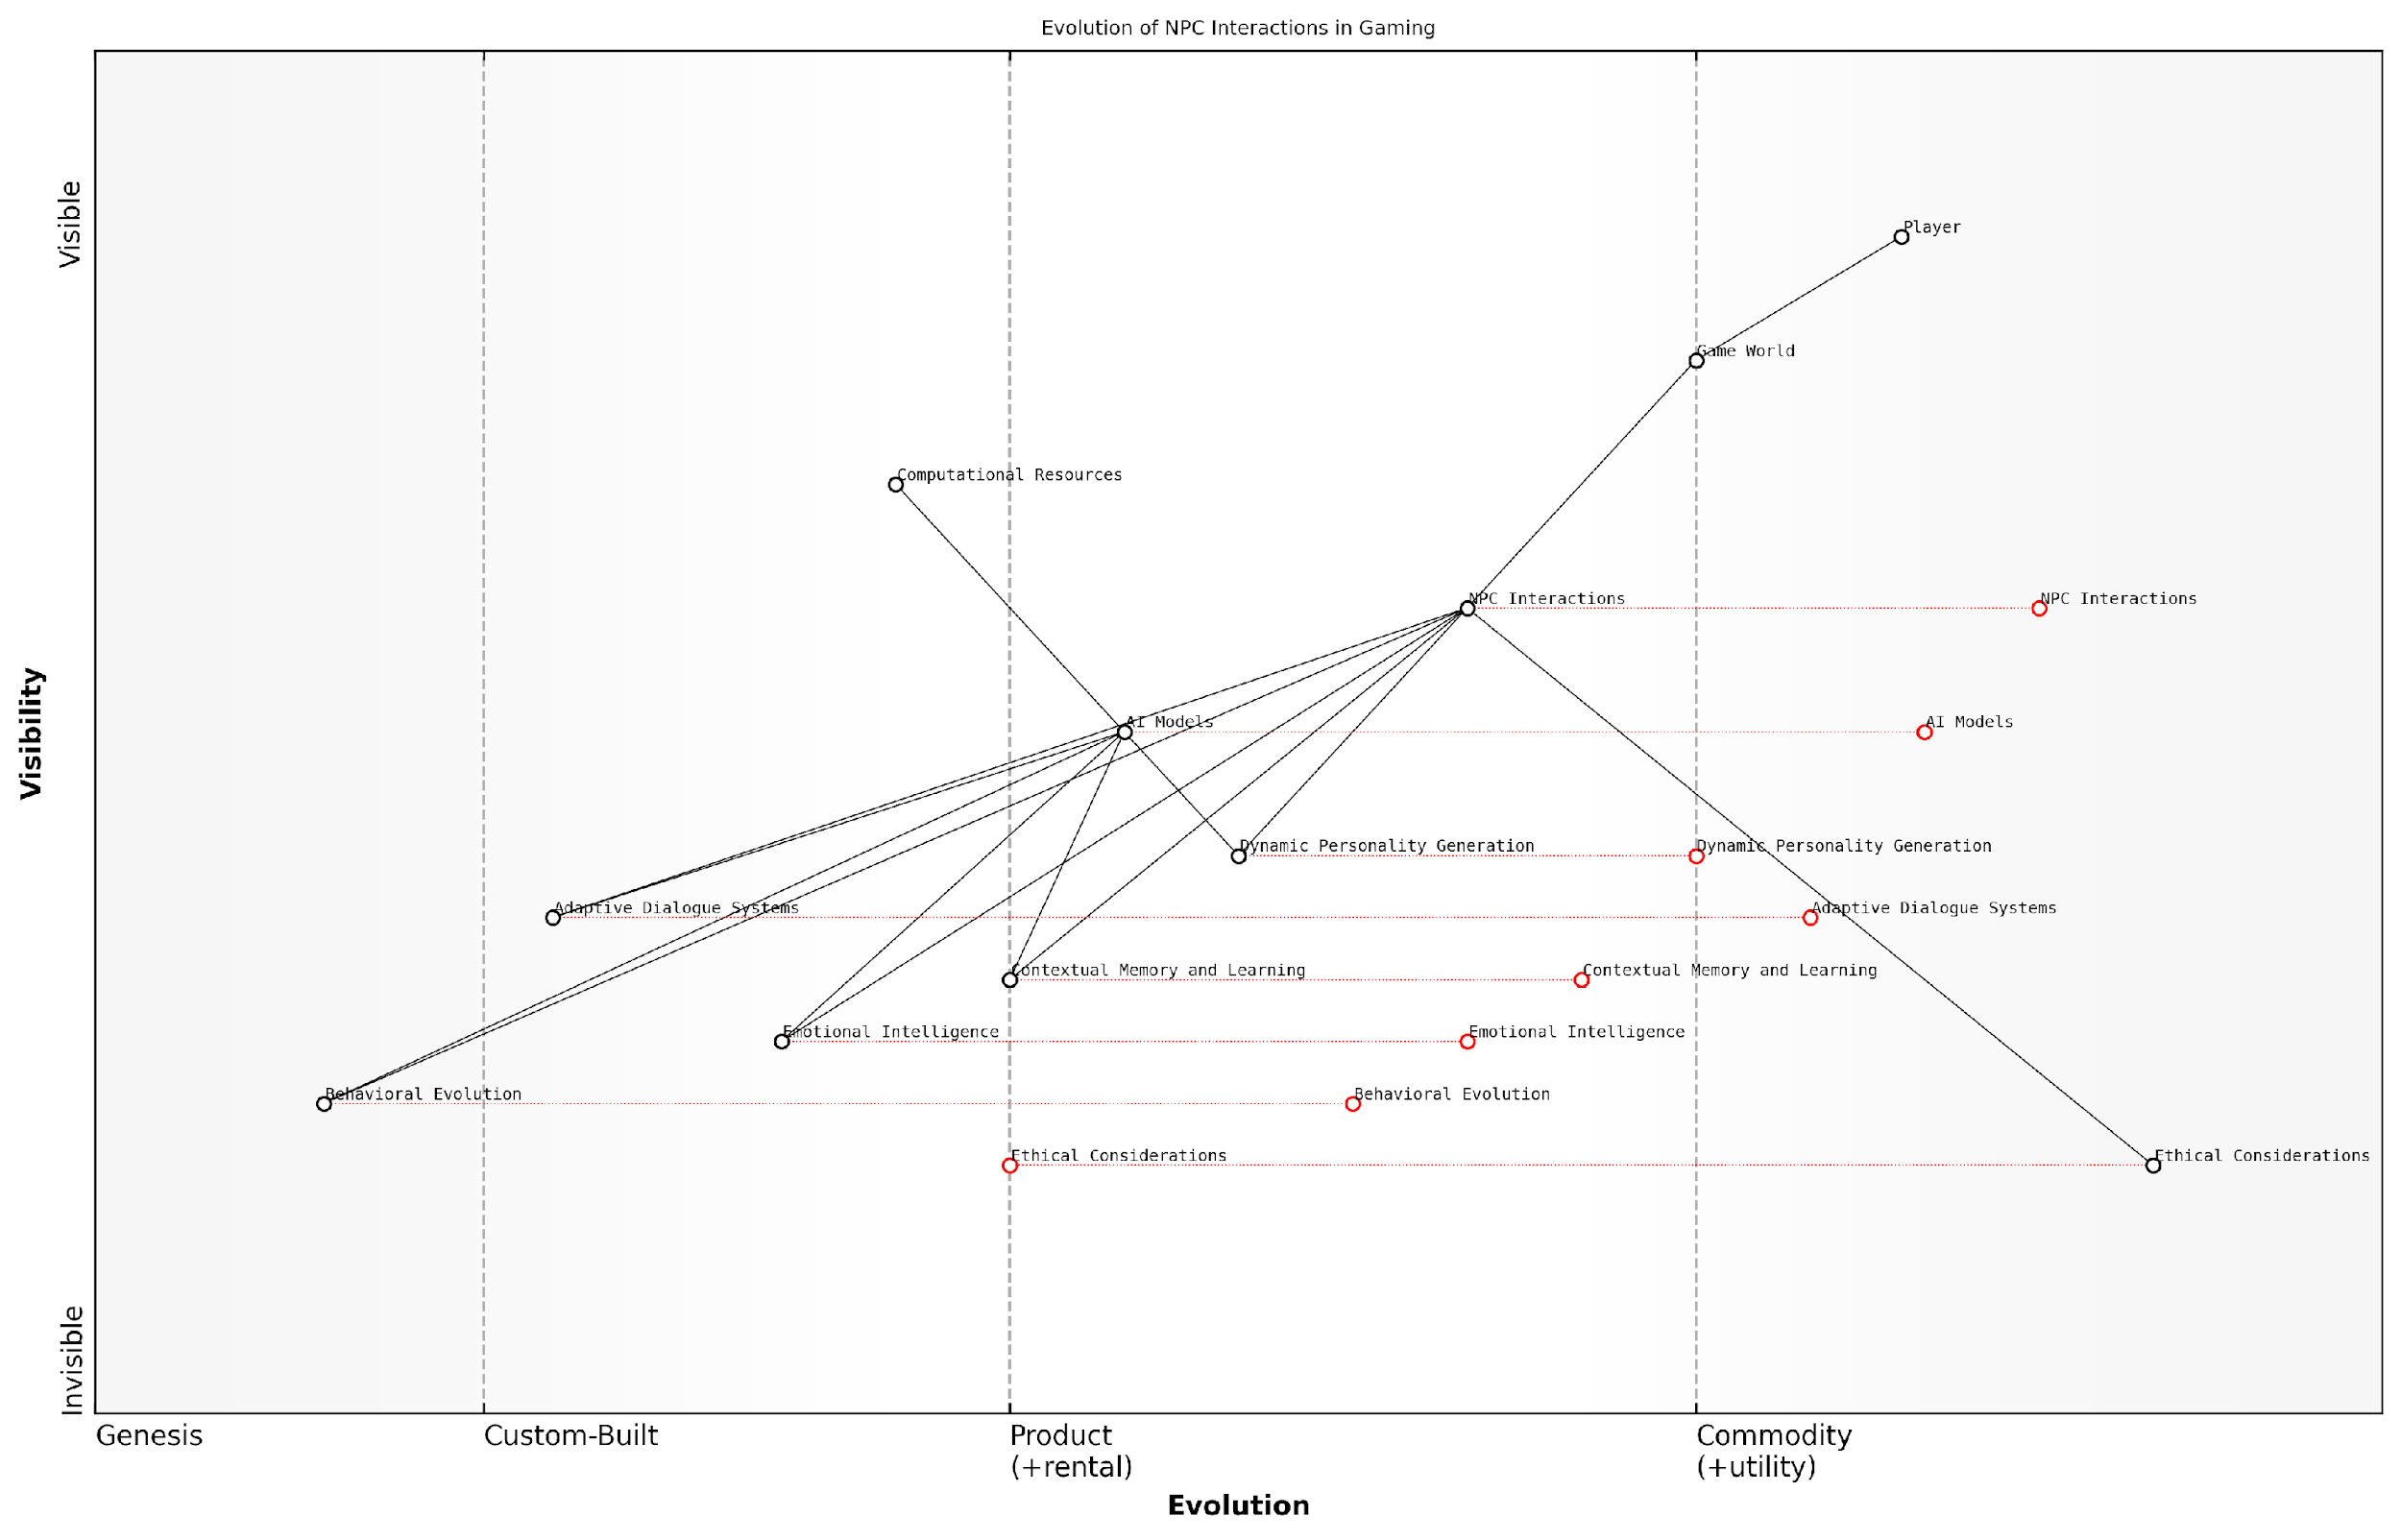 Evolution of NPC Interactions in Gaming
Visible
Player
Game World
Computational Resources
NPC Interactions
NPC Interactions
Visibility
AI Models
AI Models
Dynamic Personality Generation
Dynamic Personality Generation
Adaptive Dialogue Systems
Adaptive Dialogue Systems
Contextual Memory and Learning
Contextual Memory and Learning
Emotional Intelligence
Emotional Intelligence
Behavioral Evolution
Behavioral Evolution
Ethical Considerations
Ethical Considerations
Invisible
Genesis
Custom-Built
Product
(+rental)
Commodity
(+utility)
Evolution